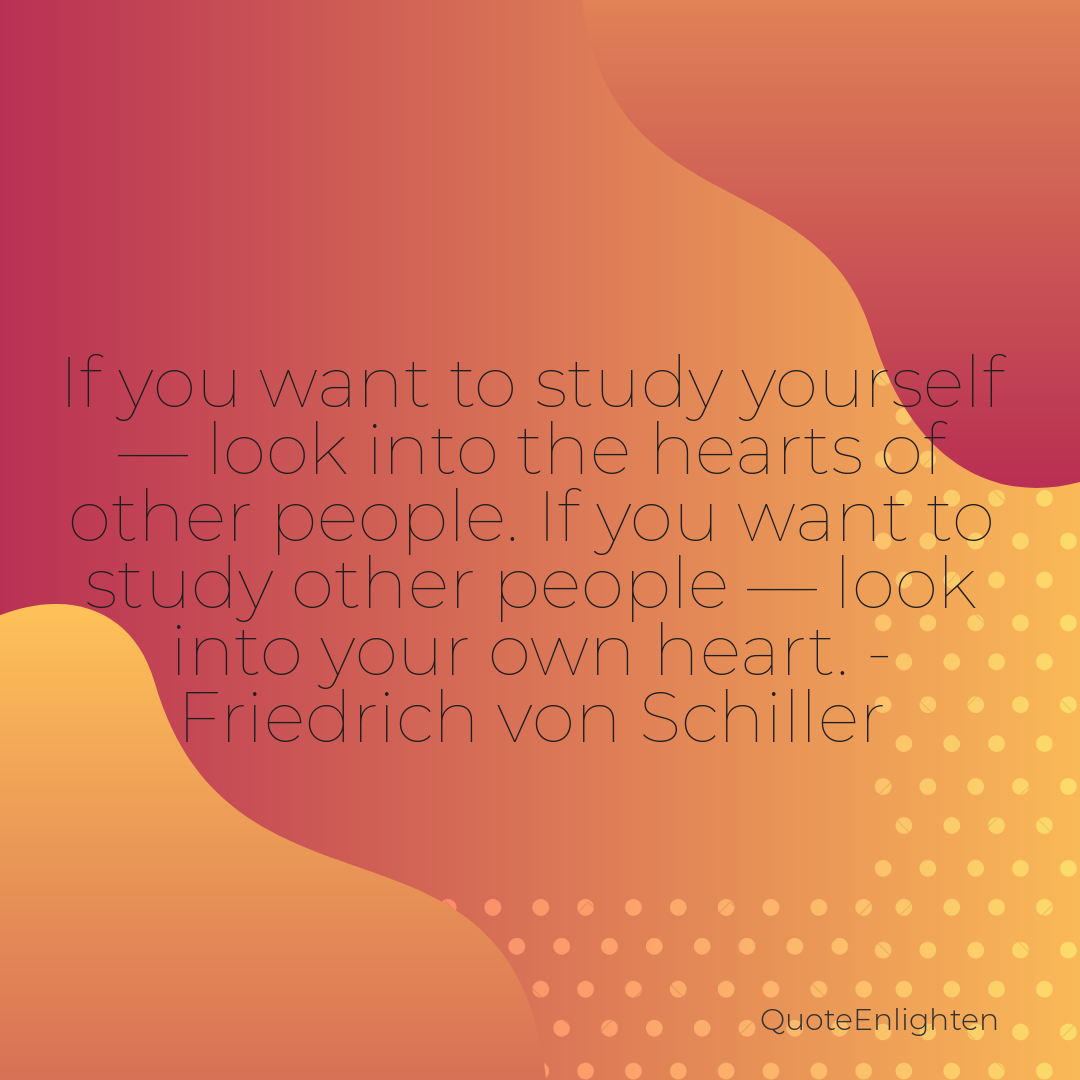 If you want to study yourself
— look into the hearts of
other people. If you want to
study other people — look
into your own heart. -
Friedrich von Schiller
QuoteEnlighten